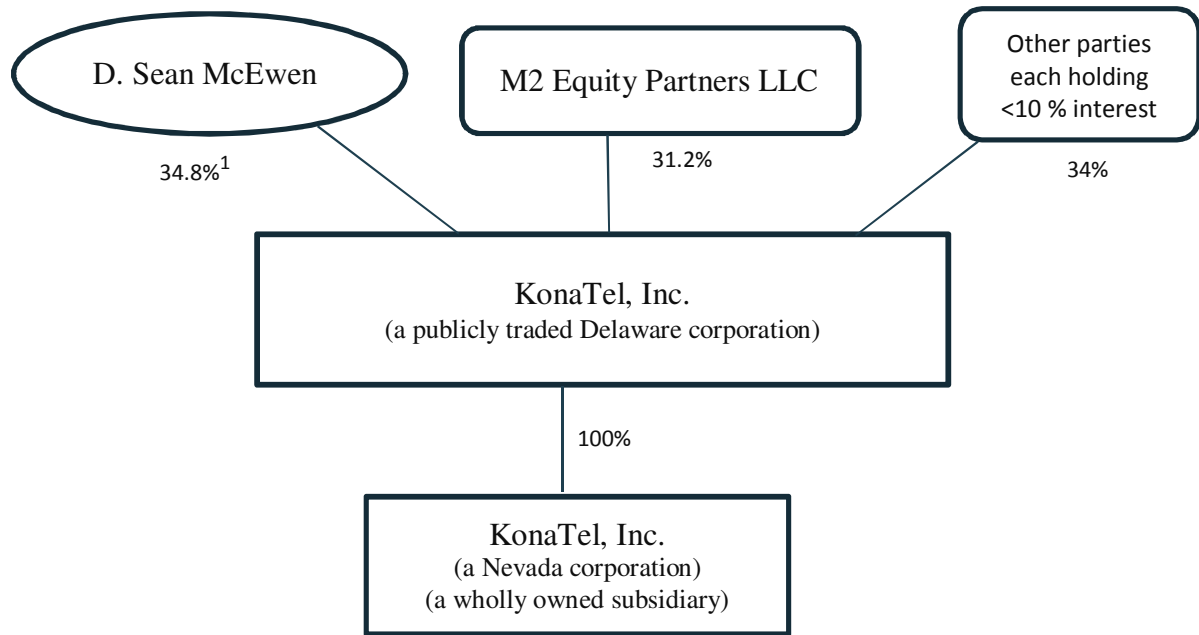 D. Sean McEwen
M2 Equity Partners LLC
Other parties
each holding
<10 % interest
34.8%1
31.2%
34%
KonaTel, Inc.
(a publicly traded Delaware corporation)
100%
KonaTel, Inc.
(a Nevada corporation)
(a wholly owned subsidiary)